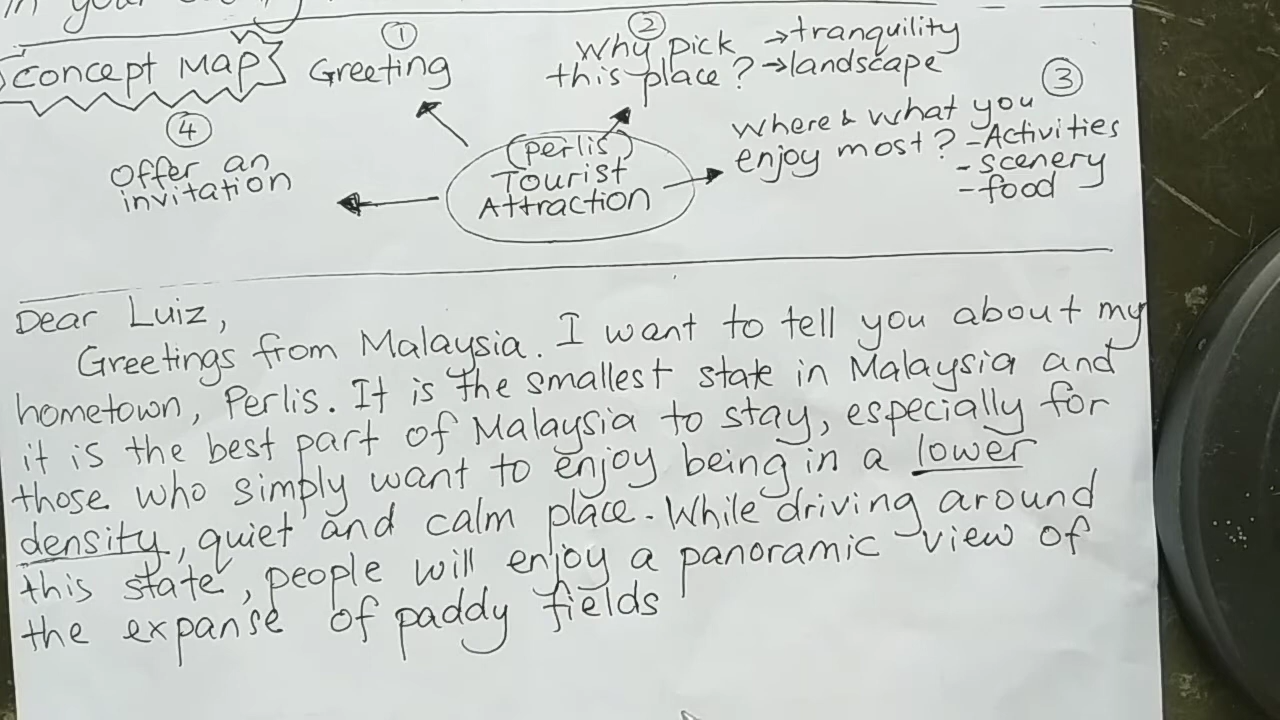 in your
Concept Map
①
Greeting
②
Why pick → tranquility
this place? → landscape
③
Where & what you
enjoy most? - Activities
- scenery
- food
④
Offer an
invitation
(Perlis)
Tourist
Attraction
Dear Luiz,
Greetings from Malaysia. I want to tell you about my
hometown, Perlis. It is the smallest state in Malaysia and
it is the best part of Malaysia to stay, especially for
those who simply want to enjoy being in a lower
density, quiet and calm place. While driving around
this state, people will enjoy a panoramic view of
the expanse of paddy fields